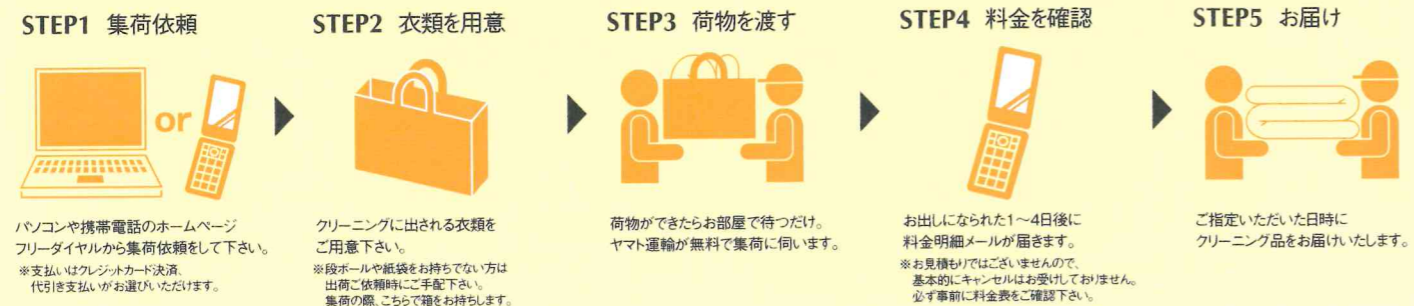 STEP1 集荷依頼
or
パソコンや携帯電話のホームページ
フリーダイヤルから集荷依頼をして下さい。
※支払いはクレジットカード決済、
代引き支払いがお選びいただけます。
STEP2 衣類を用意
クリーニングに出される衣類を
ご用意下さい。
※段ボールや紙袋をお持ちでない方は
出荷ご依頼時にご手配下さい。
集荷の際、こちらで箱をお持ちします。
STEP3 荷物を渡す
荷物ができたらお部屋で待つだけ。
ヤマト運輸が無料で集荷に伺います。
STEP4 料金を確認
お出しになられた1〜4日後に
料金明細メールが届きます。
※お見積もりではございませんので、
基本的にキャンセルはお受けしておりません。
必ず事前に料金表をご確認下さい。
STEP5 お届け
ご指定いただいた日時に
クリーニング品をお届けいたします。